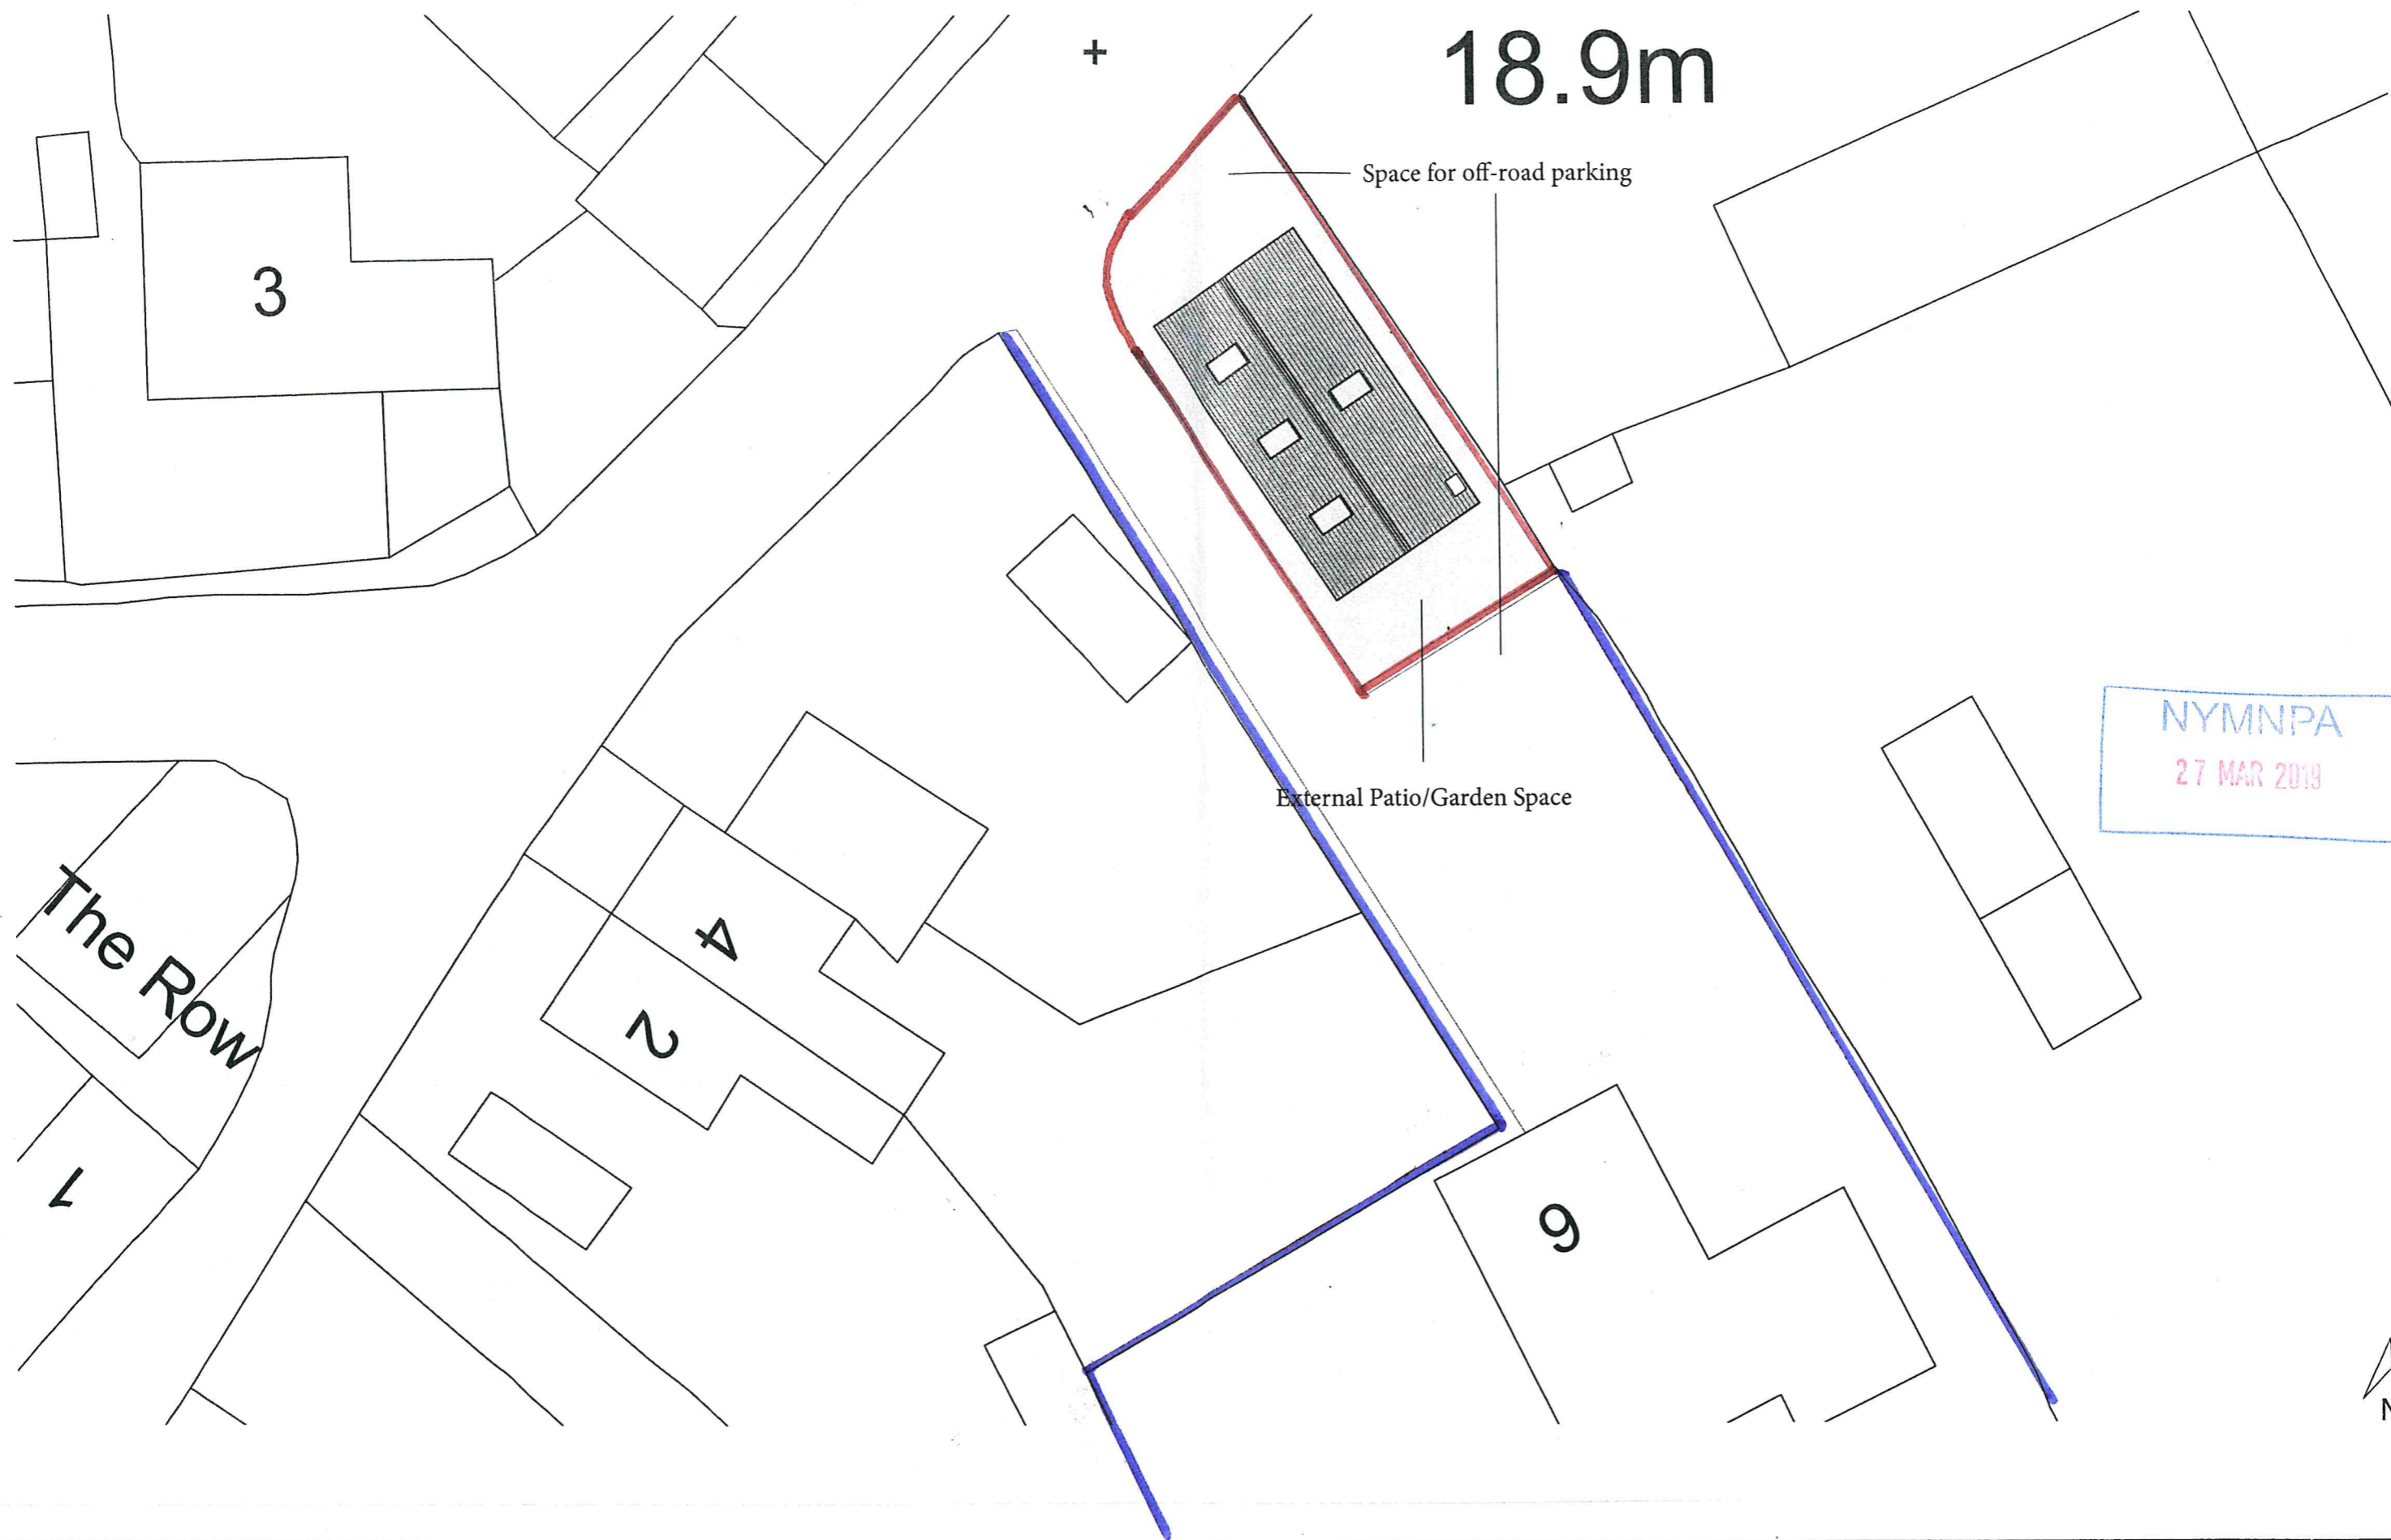 18.9m
Space for off-road parking
3
NYMNPA
27 MAR 2019
External Patio/Garden Space
The Row
4
2
1
9
N